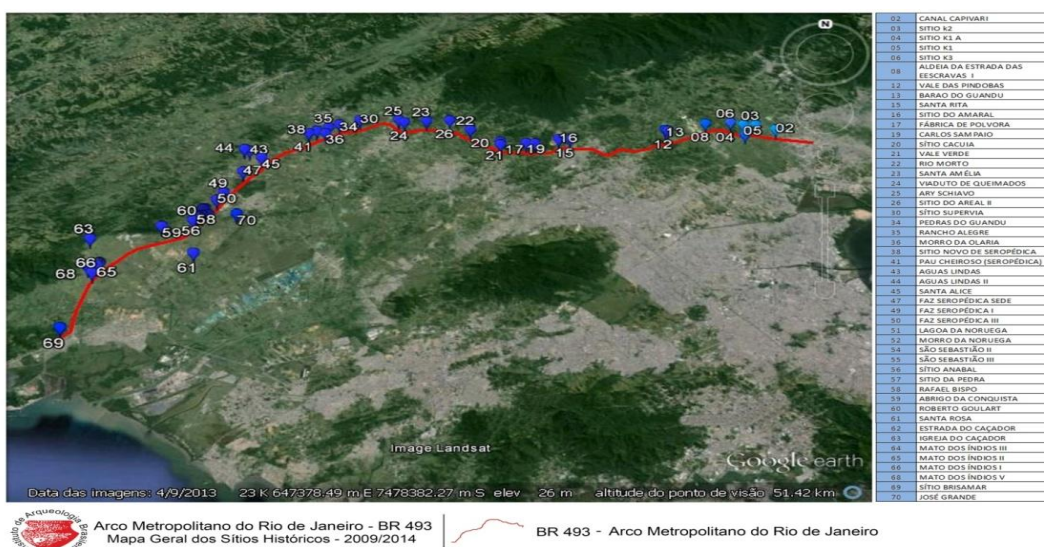 N
25
23
22
30
35
38
34
24
26
20
41
36
21
17
19
16
15
13
12
06
03
08
04
05
02
44
43
45
47
49
50
60
58
70
59
56
63
61
66
65
68
69
Image Landsat
Google earth
Data das imagens: 4/9/2013 23 K 647378.49 m E 7478382.27 m S elev 26 m altitude do ponto de visão 51.42 km
02 CANAL CAPIVARI
03 SITIO k2
04 SITIO K1 A
05 SITIO K1
06 SITIO K3
08 ALDEIA DA ESTRADA DAS
EESCRAVAS I
12 VALE DAS PINDOBAS
13 BARAO DO GUANDU
15 SANTA RITA
16 SITIO DO AMARAL
17 FÁBRICA DE POLVORA
19 CARLOS SAMPAIO
20 SÍTIO CACUIA
21 VALE VERDE
22 RIO MORTO
23 SANTA AMÉLIA
24 VIADUTO DE QUEIMADOS
25 ARY SCHIAVO
26 SITIO DO AREAL II
30 SÍTIO SUPERVIA
34 PEDRAS DO GUANDU
35 RANCHO ALEGRE
36 MORRO DA OLARIA
38 SITIO NOVO DE SEROPÉDICA
41 PAU CHEIROSO (SEROPÉDICA)
43 AGUAS LINDAS
44 AGUAS LINDAS II
45 SANTA ALICE
47 FAZ SEROPÉDICA SEDE
49 FAZ SEROPÉDICA I
50 FAZ SEROPÉDICA III
51 LAGOA DA NORUEGA
52 MORRO DA NORUEGA
54 SÃO SEBASTIÃO II
55 SÃO SEBASTIÃO III
56 SÍTIO ANABAL
57 SITIO DA PEDRA
58 RAFAEL BISPO
59 ABRIGO DA CONQUISTA
60 ROBERTO GOULART
61 SANTA ROSA
62 ESTRADA DO CAÇADOR
63 IGREJA DO CAÇADOR
64 MATO DOS ÍNDIOS III
65 MATO DOS ÍNDIOS II
66 MATO DOS ÍNDIOS I
68 MATO DOS ÍNDIOS V
69 SÍTIO BRISAMAR
70 JOSÉ GRANDE
Arco Metropolitano do Rio de Janeiro - BR 493
Mapa Geral dos Sítios Históricos - 2009/2014
BR 493 - Arco Metropolitano do Rio de Janeiro